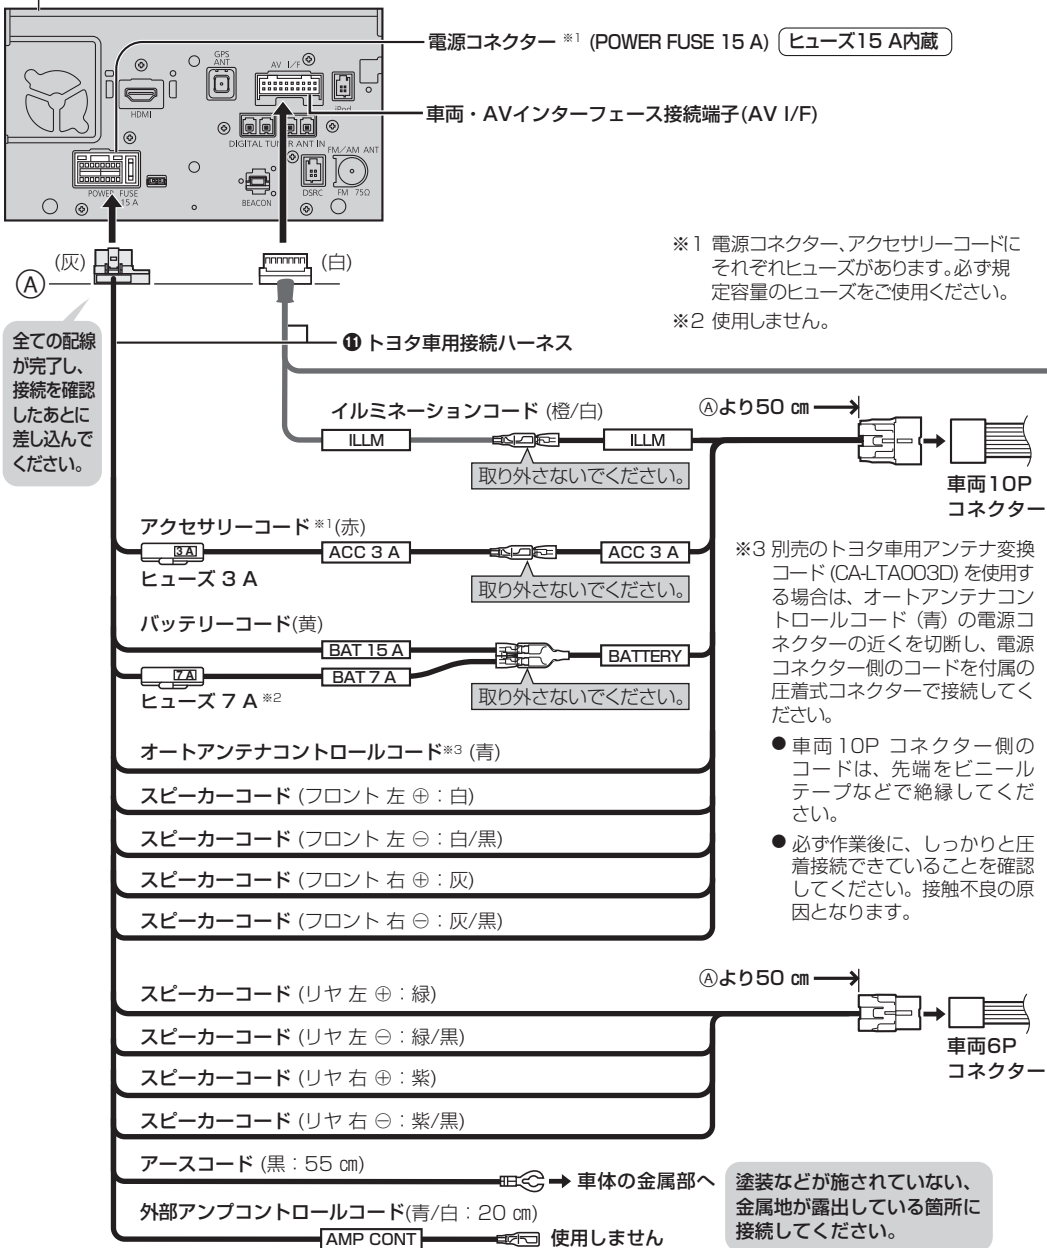 電源コネクター ※1 (POWER FUSE 15 A) ヒューズ15 A内蔵
GPS ANT
AV I/F
iPod
HDMI
車両・AVインターフェース接続端子(AV I/F)
DIGITAL TUNER ANT IN
FM/AM ANT
POWER FUSE 15 A
BEACON
DSRC
FM 75Ω
(灰)
(白)
Ⓐ
※1 電源コネクター、アクセサリーコードに
それぞれヒューズがあります。必ず規
定容量のヒューズをご使用ください。
※2 使用しません。
全ての配線
が完了し、
接続を確認
したあとに
差し込んで
ください。
⓫ トヨタ車用接続ハーネス
イルミネーションコード (橙/白)
Ⓐより50 ㎝
ILLM
ILLM
取り外さないでください。
車両10P
コネクター
アクセサリーコード※1(赤)
3 A
ACC 3 A
ACC 3 A
ヒューズ 3 A
取り外さないでください。
バッテリーコード(黄)
BAT 15 A
BATTERY
7 A
BAT 7 A
ヒューズ 7 A※2
取り外さないでください。
※3 別売のトヨタ車用アンテナ変換
コード(CA-LTA003D)を使用す
る場合は、オートアンテナコン
トロールコード(青)の電源コ
ネクターの近くを切断し、電源
コネクター側のコードを付属の
圧着式コネクターで接続してく
ださい。
● 車両10P コネクター側の
コードは、先端をビニール
テープなどで絶縁してくだ
さい。
● 必ず作業後に、しっかりと圧
着接続できていることを確認
してください。接触不良の原
因となります。
オートアンテナコントロールコード※3 (青)
スピーカーコード (フロント 左 ⊕：白)
スピーカーコード (フロント 左 ⊖：白/黒)
スピーカーコード (フロント 右 ⊕：灰)
スピーカーコード (フロント 右 ⊖：灰/黒)
Ⓐより50 ㎝
スピーカーコード (リヤ 左 ⊕：緑)
スピーカーコード (リヤ 左 ⊖：緑/黒)
車両6P
コネクター
スピーカーコード (リヤ 右 ⊕：紫)
スピーカーコード (リヤ 右 ⊖：紫/黒)
アースコード (黒：55 ㎝)
車体の金属部へ
塗装などが施されていない、
金属地が露出している箇所に
接続してください。
外部アンプコントロールコード(青/白：20 ㎝)
AMP CONT
使用しません